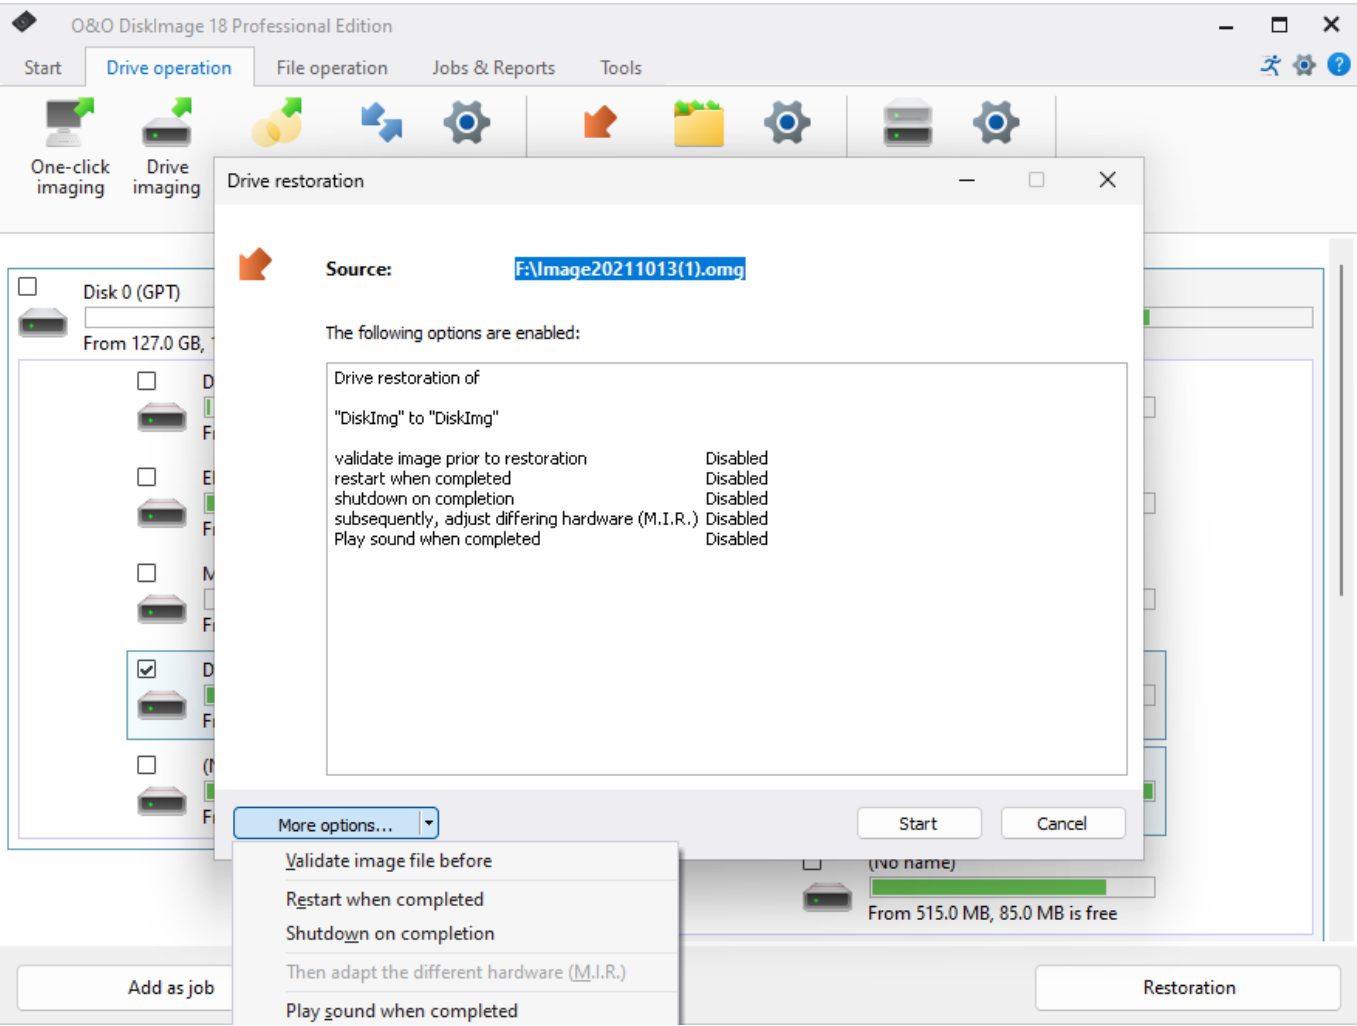 O&O DiskImage 18 Professional Edition
Start Drive operation File operation Jobs & Reports Tools
One-click imaging
Drive imaging
Drive restoration
Source: F:\Image20211013(1).omg
The following options are enabled:
Drive restoration of
"DiskImg" to "DiskImg"
validate image prior to restoration Disabled
restart when completed Disabled
shutdown on completion Disabled
subsequently, adjust differing hardware (M.I.R.) Disabled
Play sound when completed Disabled
Disk 0 (GPT)
From 127.0 GB,
More options... Start Cancel
Validate image file before
Restart when completed
Shutdown on completion
Then adapt the different hardware (M.I.R.)
Play sound when completed
(No name)
From 515.0 MB, 85.0 MB is free
Add as job Restoration